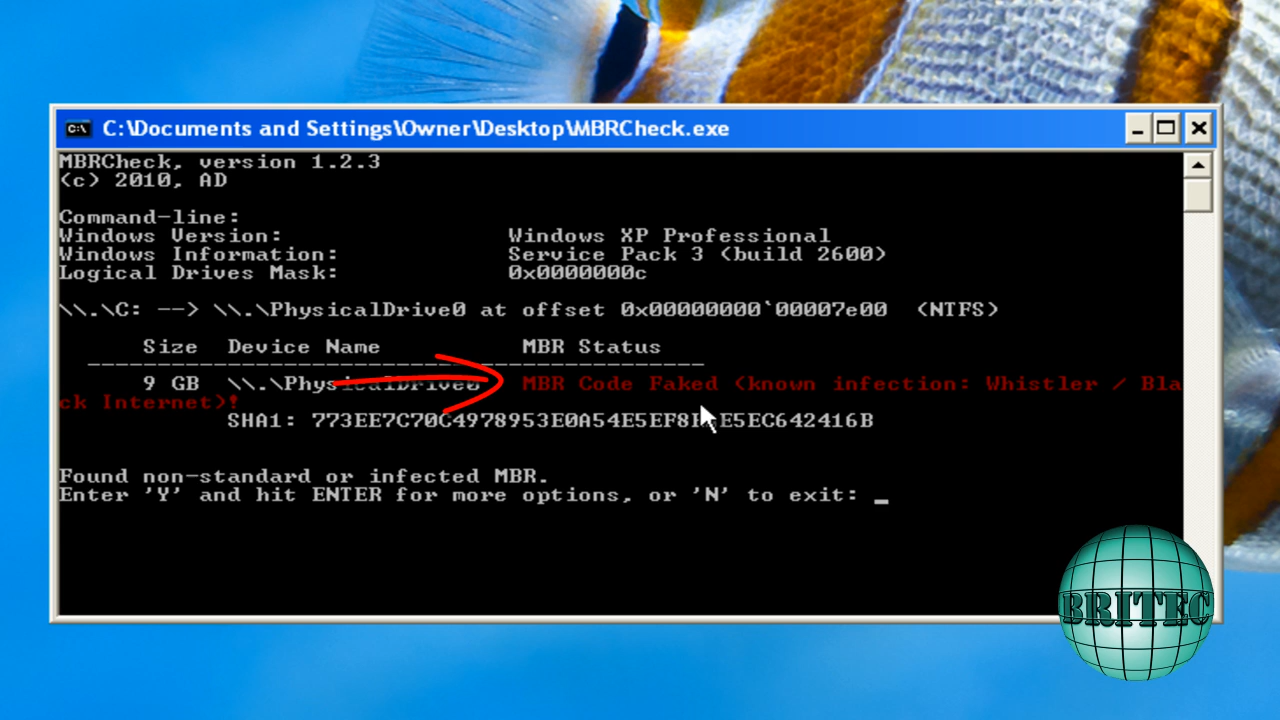 C:\Documents and Settings\Owner\Desktop\MBRCheck.exe
MBRCheck, version 1.2.3
(c) 2010, AD
Command-line:
Windows Version: Windows XP Professional
Windows Information: Service Pack 3 (build 2600)
Logical Drives Mask: 0x0000000c
\\.\C: --> \\.\PhysicalDrive0 at offset 0x00000000`00007e00 (NTFS)
Size Device Name MBR Status
--------------------------------------------
9 GB \\.\PhysicalDrive0 MBR Code Faked (known infection: Whistler / Bla
ck Internet)!
SHA1:
Found non-standard or infected MBR.
Enter 'Y' and hit ENTER for more options, or 'N' to exit: _
BRITEC